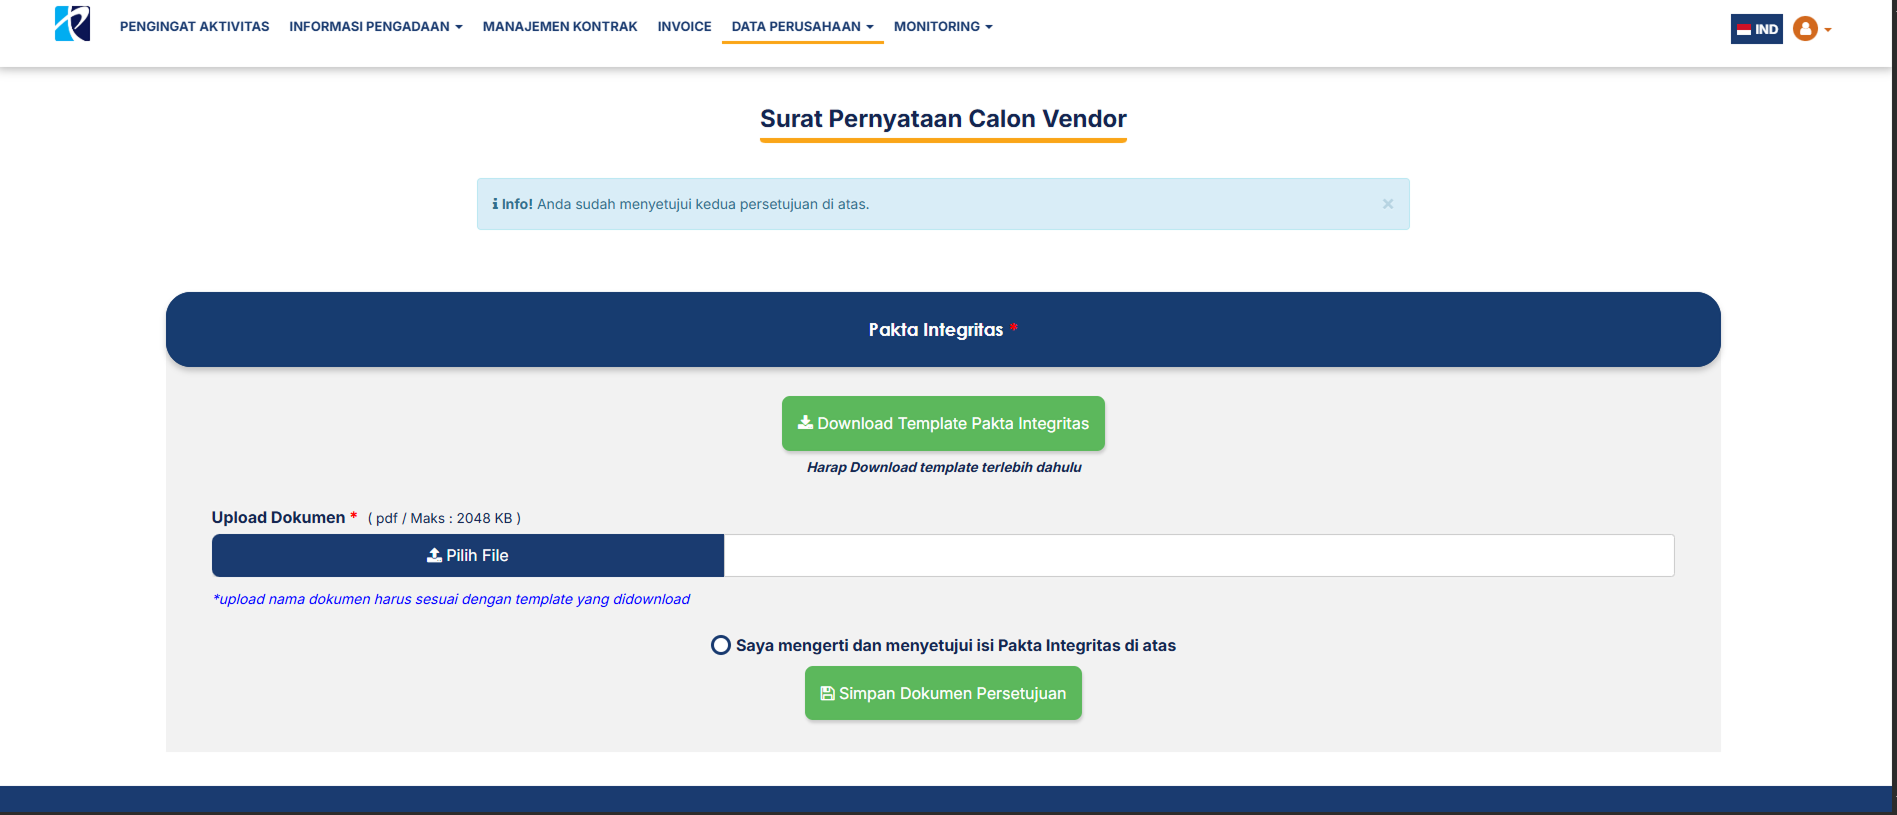 PENGINGAT AKTIVITAS INFORMASI PENGADAAN MANAJEMEN KONTRAK INVOICE DATA PERUSAHAAN MONITORING IND
Surat Pernyataan Calon Vendor
Info! Anda sudah menyetujui kedua persetujuan di atas. ×
Pakta Integritas *
Download Template Pakta Integritas
Harap Download template terlebih dahulu
Upload Dokumen * ( pdf / Maks : 2048 KB )
Pilih File
*upload nama dokumen harus sesuai dengan template yang didownload
Saya mengerti dan menyetujui isi Pakta Integritas di atas
Simpan Dokumen Persetujuan